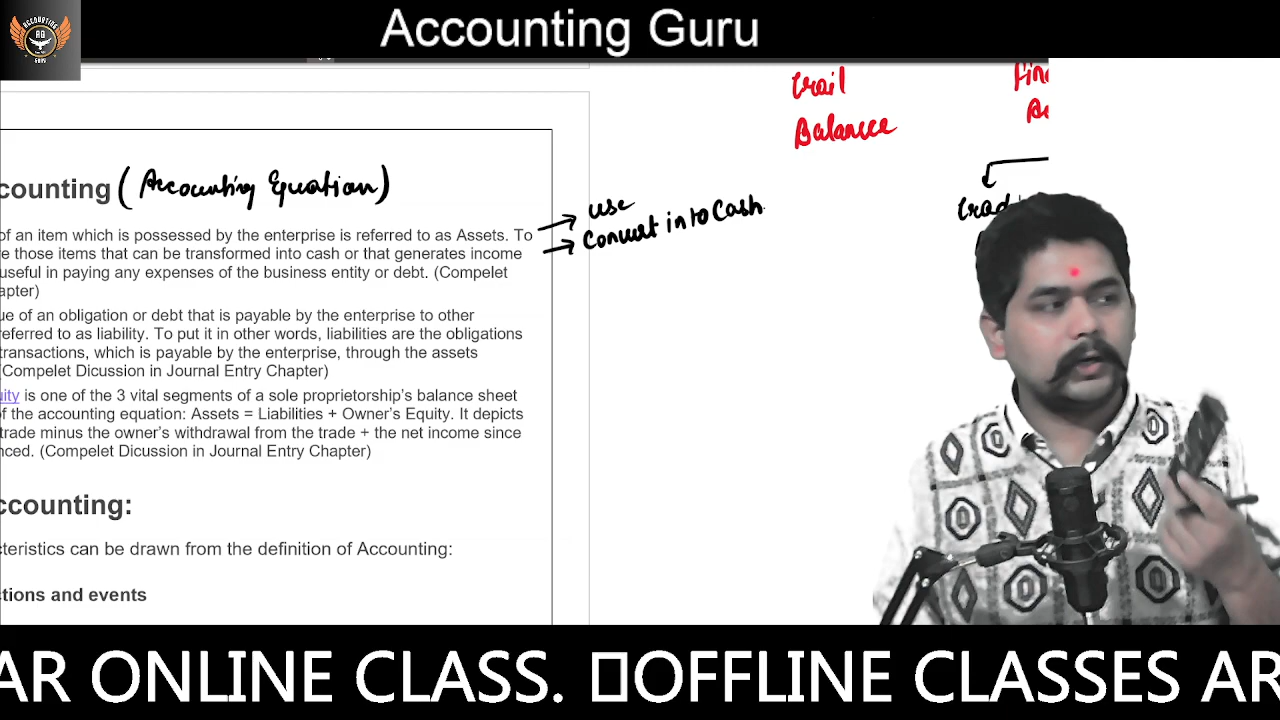 Accounting Guru
ACCOUNTING
AG
GURU
trail
Balance
ccounting (Accounting Equation)
use
Convert into Cash
of an item which is possessed by the enterprise is referred to as Assets. To
e those items that can be transformed into cash or that generates income
useful in paying any expenses of the business entity or debt. (Compelet
apter)
ue of an obligation or debt that is payable by the enterprise to other
referred to as liability. To put it in other words, liabilities are the obligations
transactions, which is payable by the enterprise, through the assets
(Compelet Dicussion in Journal Entry Chapter)
uity is one of the 3 vital segments of a sole proprietorship's balance sheet
of the accounting equation: Assets = Liabilities + Owner's Equity. It depicts
trade minus the owner's withdrawal from the trade + the net income since
nced. (Compelet Dicussion in Journal Entry Chapter)
ccounting:
cteristics can be drawn from the definition of Accounting:
ctions and events
AR ONLINE CLASS. OFFLINE CLASSES AR